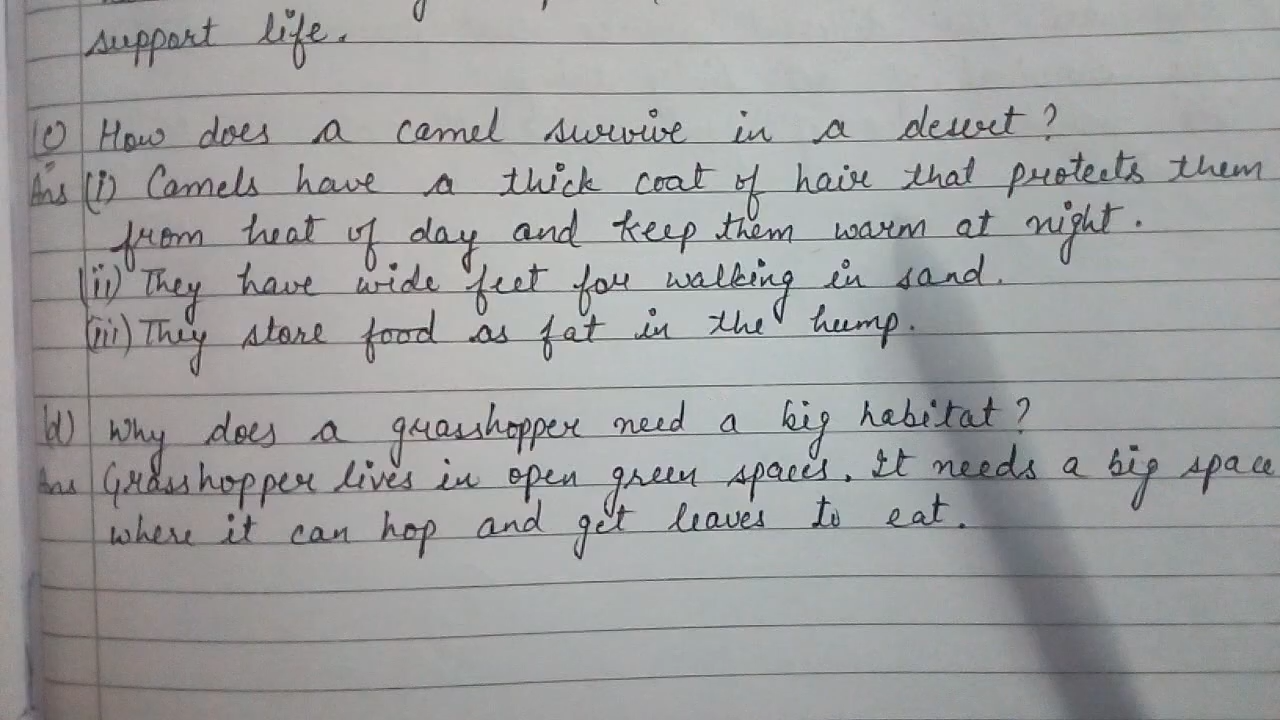 support life.
(c) How does a camel survive in a desert?
Ans (i) Camels have a thick coat of hair that protects them
from heat of day and keep them warm at night.
(ii) They have wide feet for walking in sand.
(iii) They store food as fat in the hump.
(d) Why does a grasshopper need a big habitat?
Ans Grasshopper lives in open green spaces. It needs a big space
where it can hop and get leaves to eat.